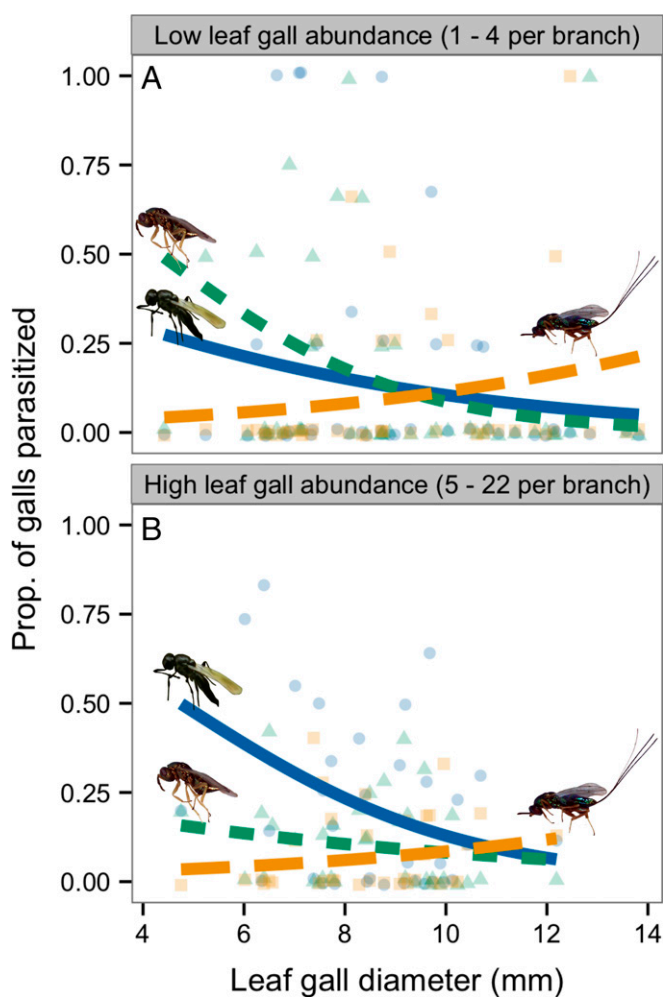 Low leaf gall abundance (1 - 4 per branch)
A
1.00
0.75
0.50
0.25
0.00
Prop. of galls parasitized
High leaf gall abundance (5 - 22 per branch)
B
1.00
0.75
0.50
0.25
0.00
4 6 8 10 12 14
Leaf gall diameter (mm)